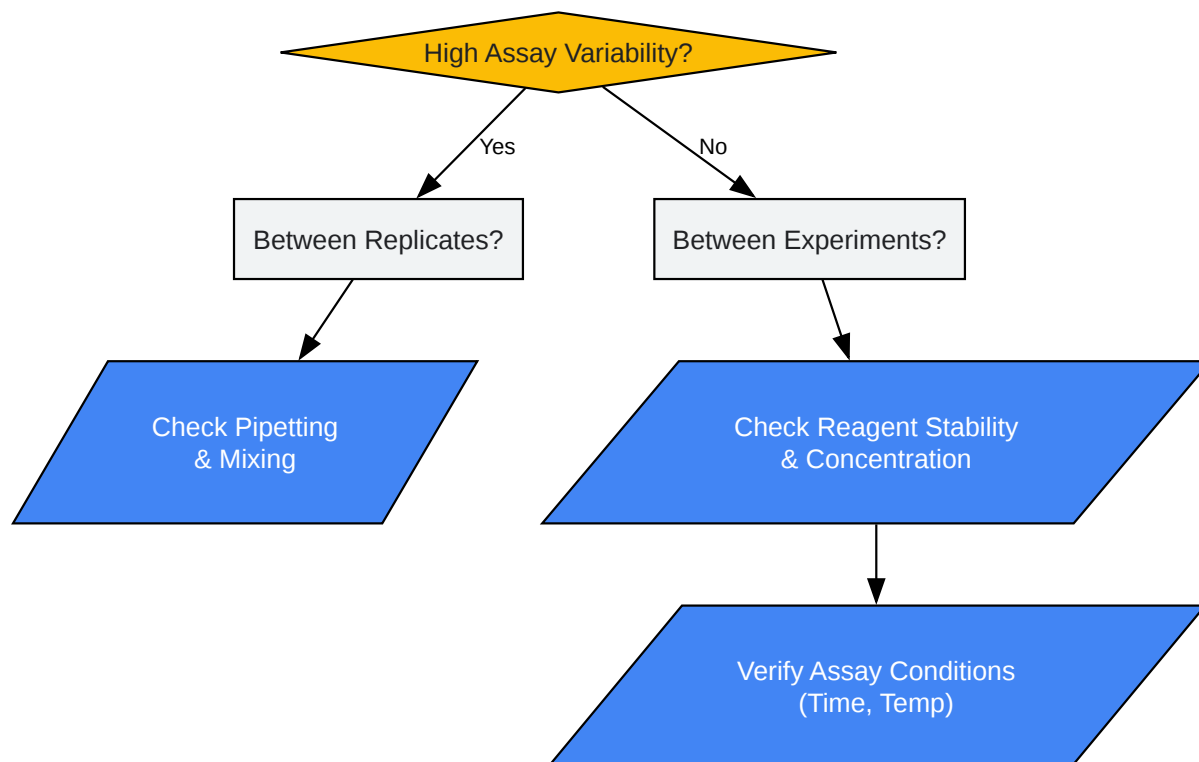 High Assay Variability?
Yes
No
Between Replicates?
Between Experiments?
Check Pipetting
& Mixing
Check Reagent Stability
& Concentration
Verify Assay Conditions
(Time, Temp)